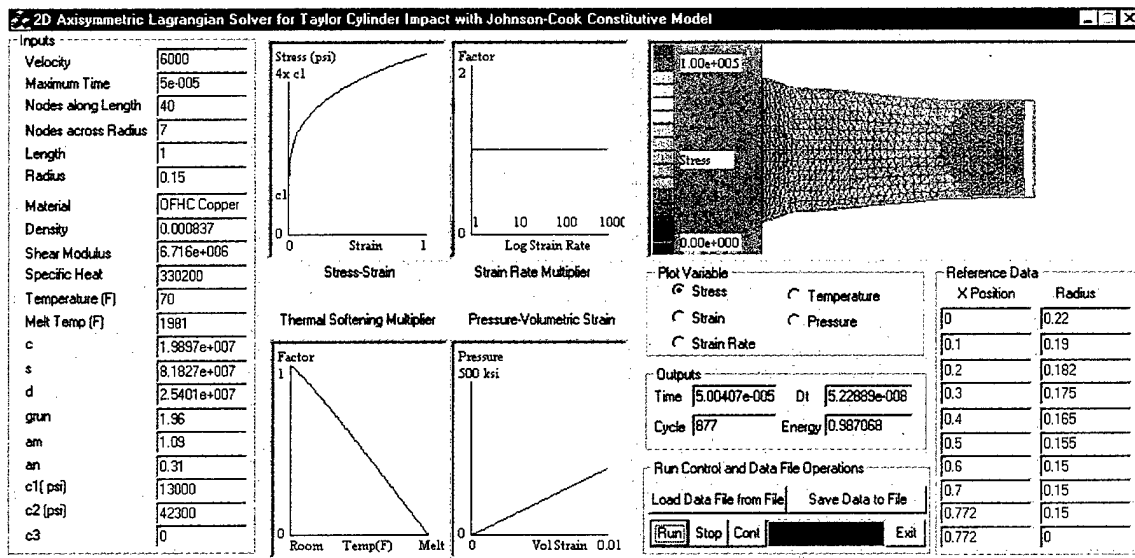 2D Axisymmetric Lagrangian Solver for Taylor Cylinder Impact with Johnson-Cook Constitutive Model
Inputs
Velocity 6000
Maximum Time 5e-005
Nodes along Length 40
Nodes across Radius 7
Length 1
Radius 0.15
Material OFHC Copper
Density 0.000837
Shear Modulus 6.716e+006
Specific Heat 330200
Temperature (F) 70
Melt Temp (F) 1981
c 1.9897e+007
s 8.1827e+007
d 2.5401e+007
grun 1.96
am 1.09
an 0.31
c1( psi) 13000
c2 (psi) 42300
c3 0
Stress (psi)
4x c1
c1
0
0 Strain 1
Stress-Strain
Factor
2
0
1 10 100 1000
Log Strain Rate
Strain Rate Multiplier
Thermal Softening Multiplier
Factor
1
0
Room Temp(F) Melt
Pressure-Volumetric Strain
Pressure
500 ksi
0
0 Vol Strain 0.01
1.00e+005
Stress
0.00e+000
Plot Variable
Stress
Temperature
Strain
Pressure
Strain Rate
Outputs
Time 5.00407e-005 Dt 5.22889e-008
Cycle 877 Energy 0.987068
Run Control and Data File Operations
Load Data File from File Save Data to File
Run Stop Cont Exit
Reference Data
X Position Radius
0 0.22
0.1 0.19
0.2 0.182
0.3 0.175
0.4 0.165
0.5 0.155
0.6 0.15
0.7 0.15
0.772 0.15
0.772 0